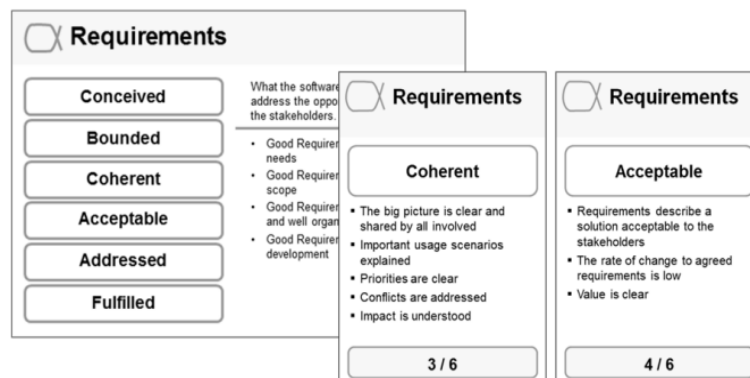 Requirements
Conceived
Bounded
Coherent
Acceptable
Addressed
Fulfilled
What the software
address the oppo
the stakeholders.
• Good Requirem
needs
• Good Requirem
scope
• Good Requirem
and well organ
• Good Requirem
development
Requirements
Coherent
▪ The big picture is clear and
shared by all involved
▪ Important usage scenarios
explained
▪ Priorities are clear
▪ Conflicts are addressed
▪ Impact is understood
3 / 6
Requirements
Acceptable
▪ Requirements describe a
solution acceptable to the
stakeholders
▪ The rate of change to agreed
requirements is low
▪ Value is clear
4 / 6